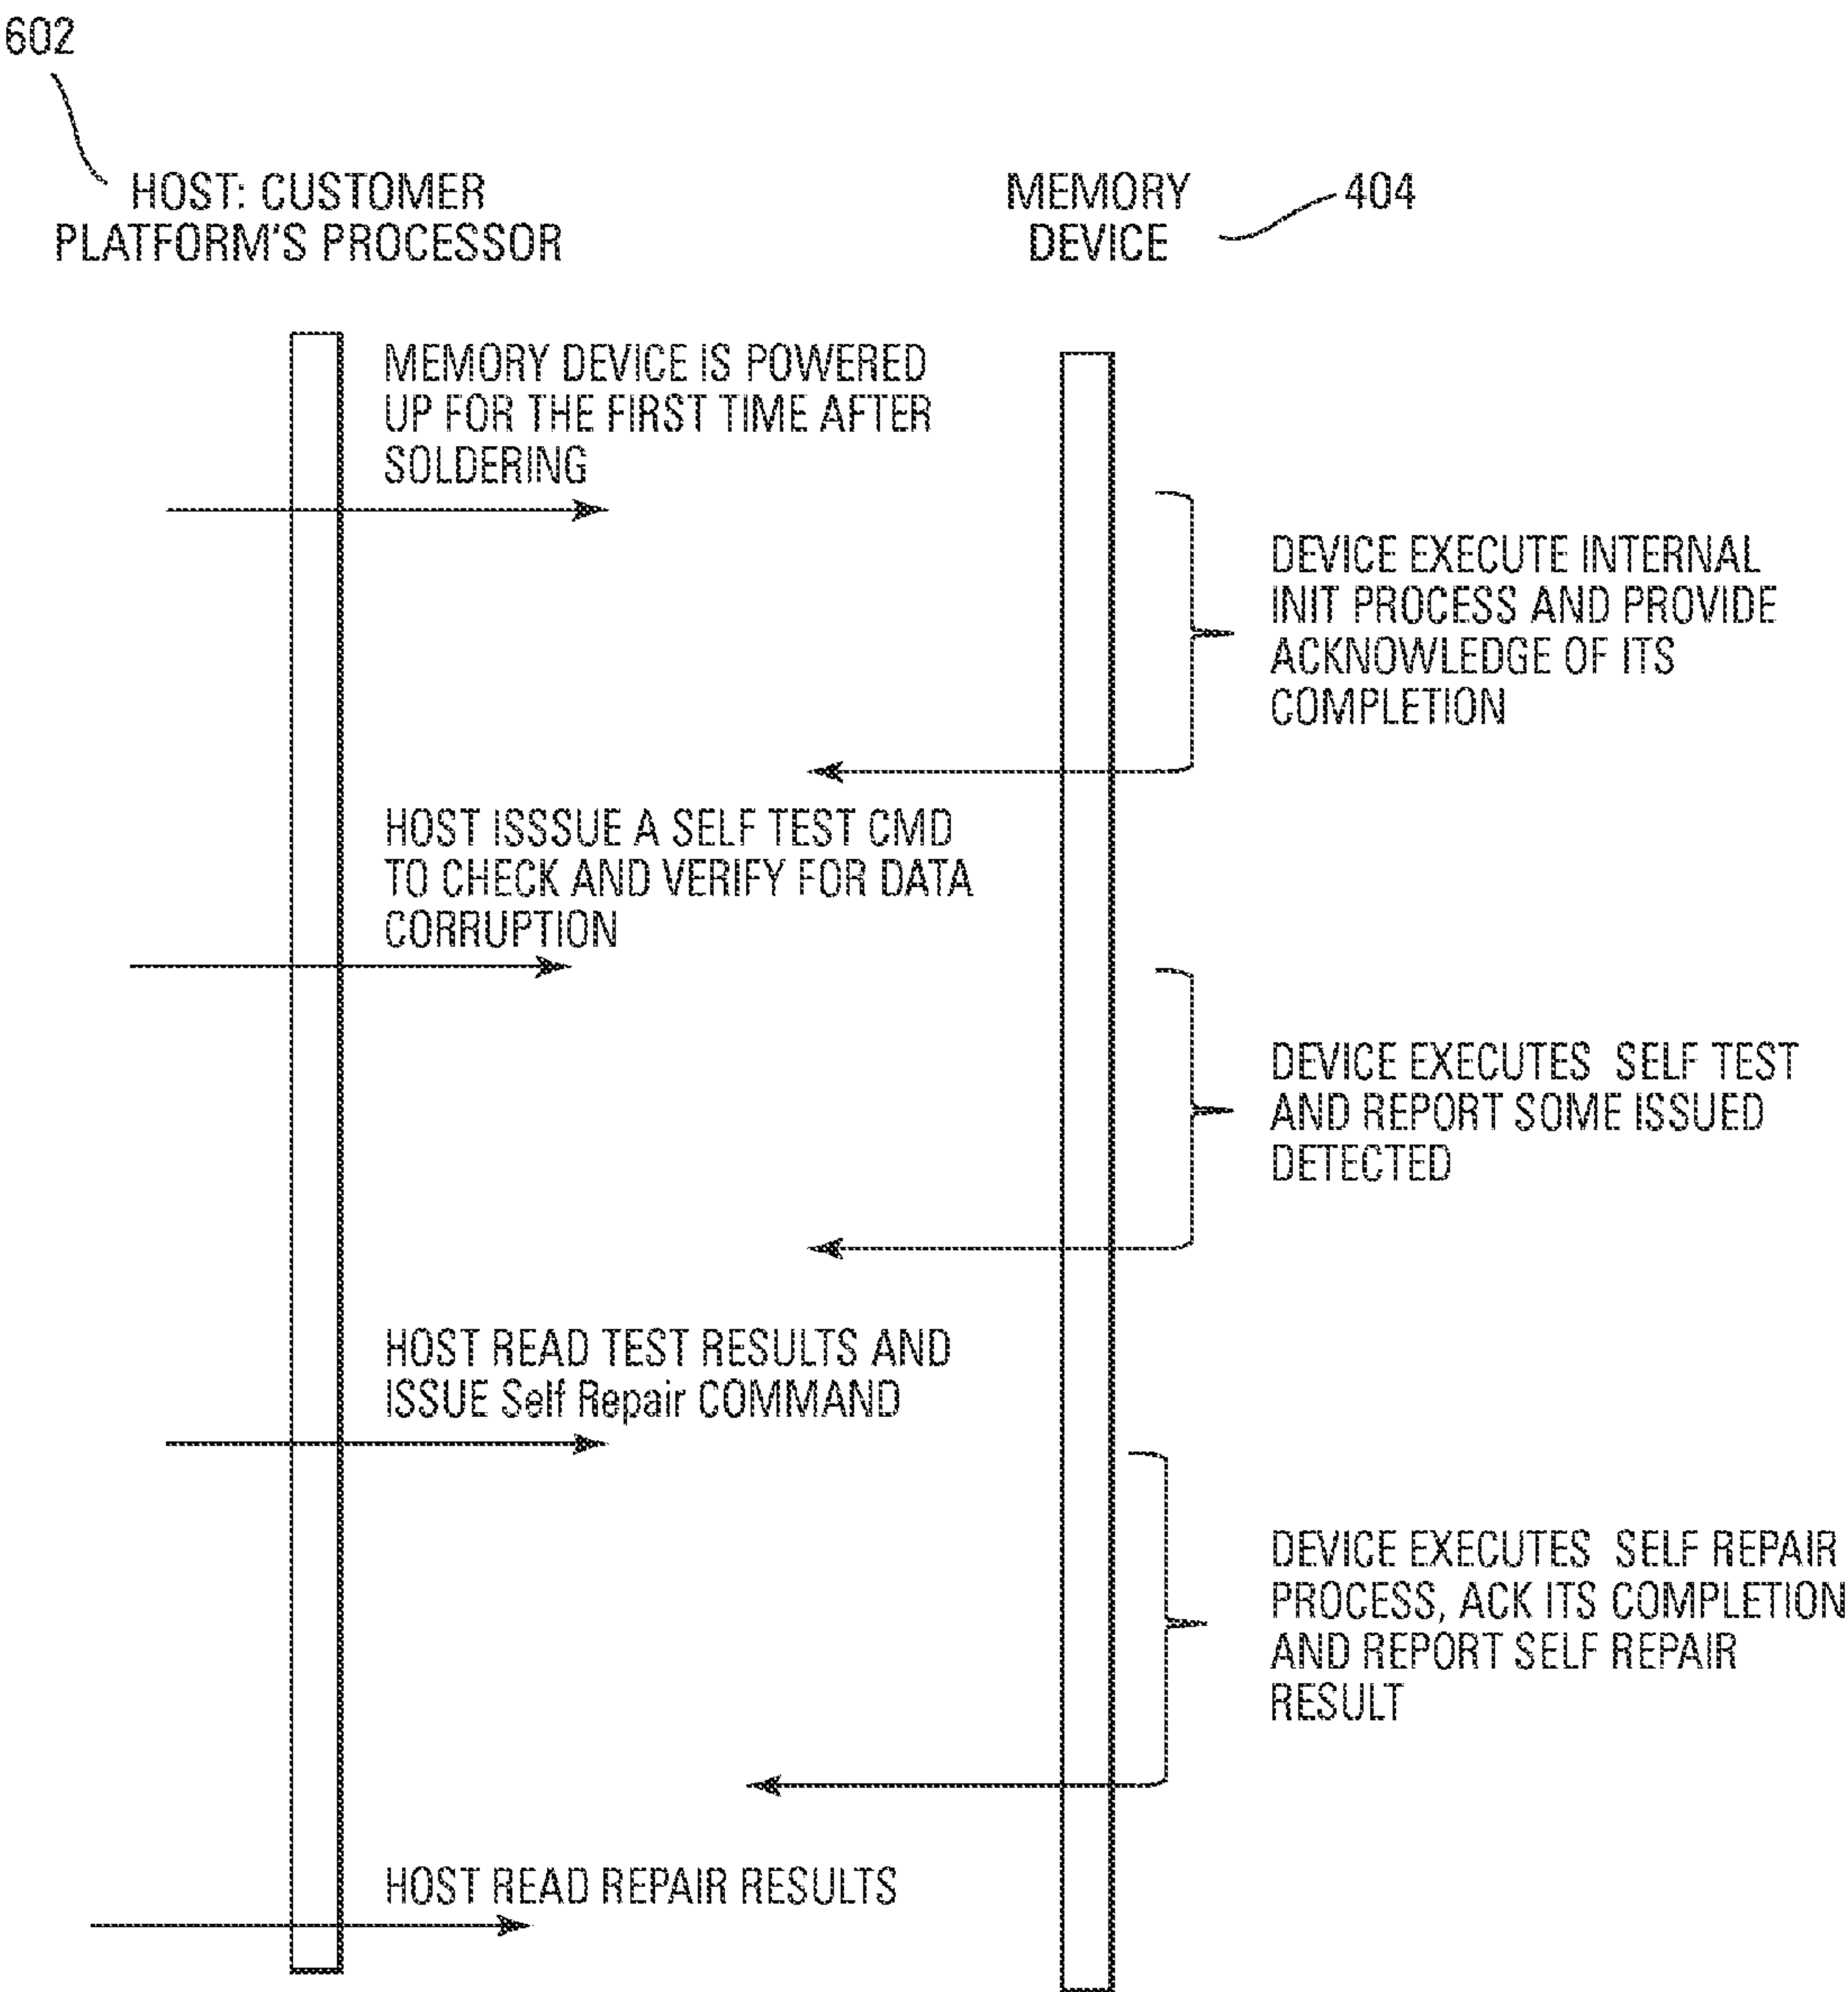 602
HOST: CUSTOMER
PLATFORM'S PROCESSOR
MEMORY
DEVICE
404
MEMORY DEVICE IS POWERED
UP FOR THE FIRST TIME AFTER
SOLDERING
DEVICE EXECUTE INTERNAL
INIT PROCESS AND PROVIDE
ACKNOWLEDGE OF ITS
COMPLETION
HOST ISSSUE A SELF TEST CMD
TO CHECK AND VERIFY FOR DATA
CORRUPTION
DEVICE EXECUTES SELF TEST
AND REPORT SOME ISSUED
DETECTED
HOST READ TEST RESULTS AND
ISSUE Self Repair COMMAND
DEVICE EXECUTES SELF REPAIR
PROCESS, ACK ITS COMPLETION
AND REPORT SELF REPAIR
RESULT
HOST READ REPAIR RESULTS